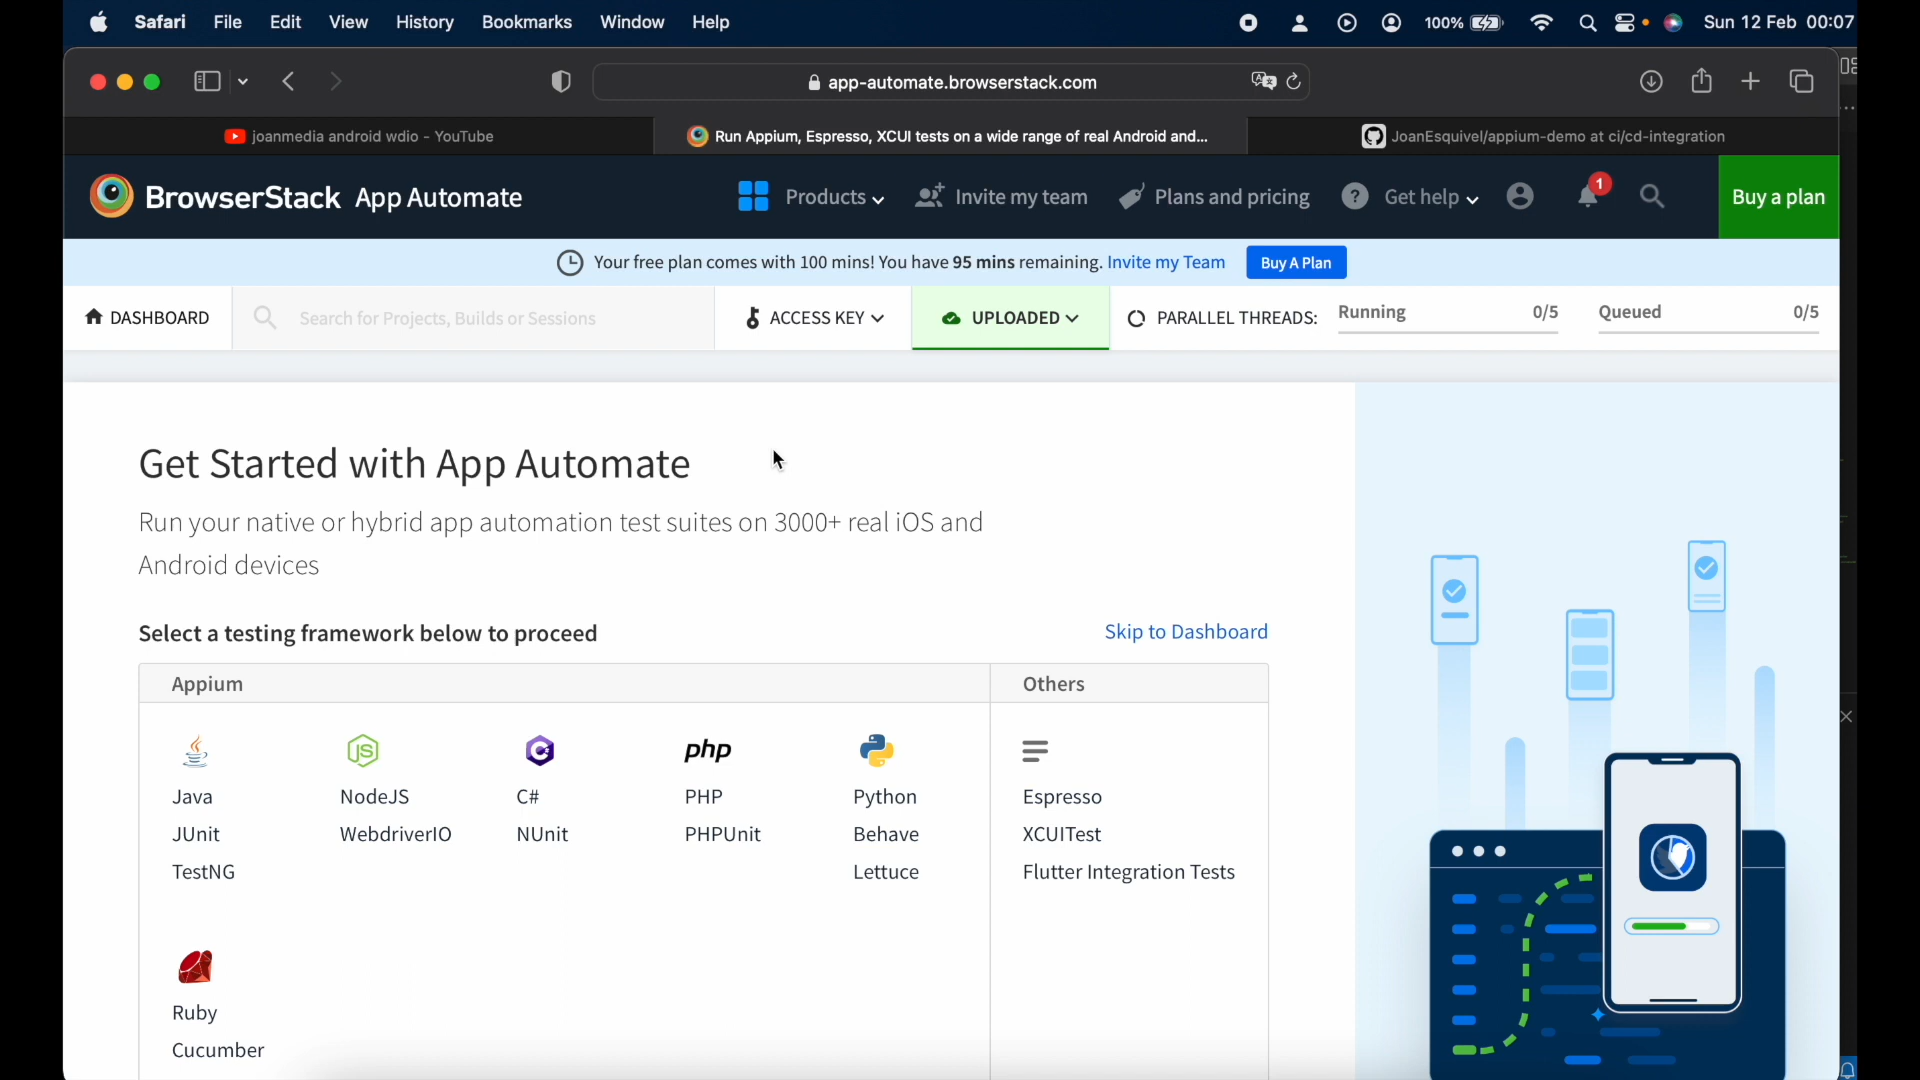 Safari File Edit View History Bookmarks Window Help 100% Sun 12 Feb 00:07
app-automate.browserstack.com
joanmedia android wdio - YouTube
Run Appium, Espresso, XCUI tests on a wide range of real Android and...
JoanEsquivel/appium-demo at ci/cd-integration
BrowserStack App Automate
Products
Invite my team
Plans and pricing
? Get help
1
Buy a plan
Your free plan comes with 100 mins! You have 95 mins remaining. Invite my Team
Buy A Plan
DASHBOARD
Search for Projects, Builds or Sessions
ACCESS KEY
UPLOADED
PARALLEL THREADS:
Running 0/5
Queued 0/5
Get Started with App Automate
Run your native or hybrid app automation test suites on 3000+ real iOS and
Android devices
Select a testing framework below to proceed
Skip to Dashboard
Appium
Others
php
Java NodeJS C# PHP Python Espresso
JUnit WebdriverIO NUnit PHPUnit Behave XCUITest
TestNG Lettuce Flutter Integration Tests
Ruby
Cucumber